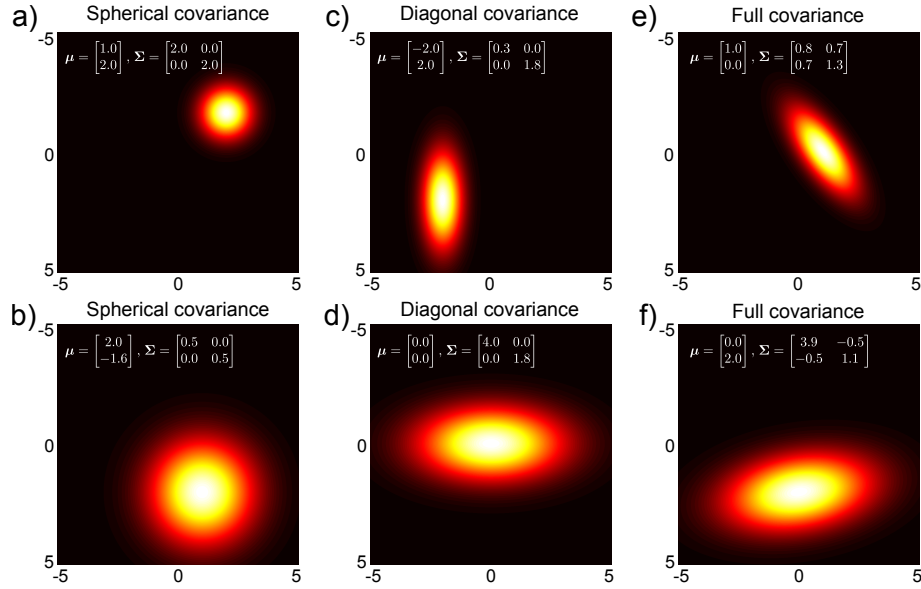 a) Spherical covariance
μ = [1.0 2.0], Σ = [2.0 0.0 0.0 2.0]
-5
0
5
-5 0 5
c) Diagonal covariance
μ = [−2.0 2.0], Σ = [0.3 0.0 0.0 1.8]
-5
0
5
-5 0 5
e) Full covariance
μ = [1.0 0.0], Σ = [0.8 0.7 0.7 1.3]
-5
0
5
-5 0 5
b) Spherical covariance
μ = [2.0 −1.6], Σ = [0.5 0.0 0.0 0.5]
-5
0
5
-5 0 5
d) Diagonal covariance
μ = [0.0 0.0], Σ = [4.0 0.0 0.0 1.8]
-5
0
5
-5 0 5
f) Full covariance
μ = [0.0 2.0], Σ = [3.9 −0.5 −0.5 1.1]
-5
0
5
-5 0 5